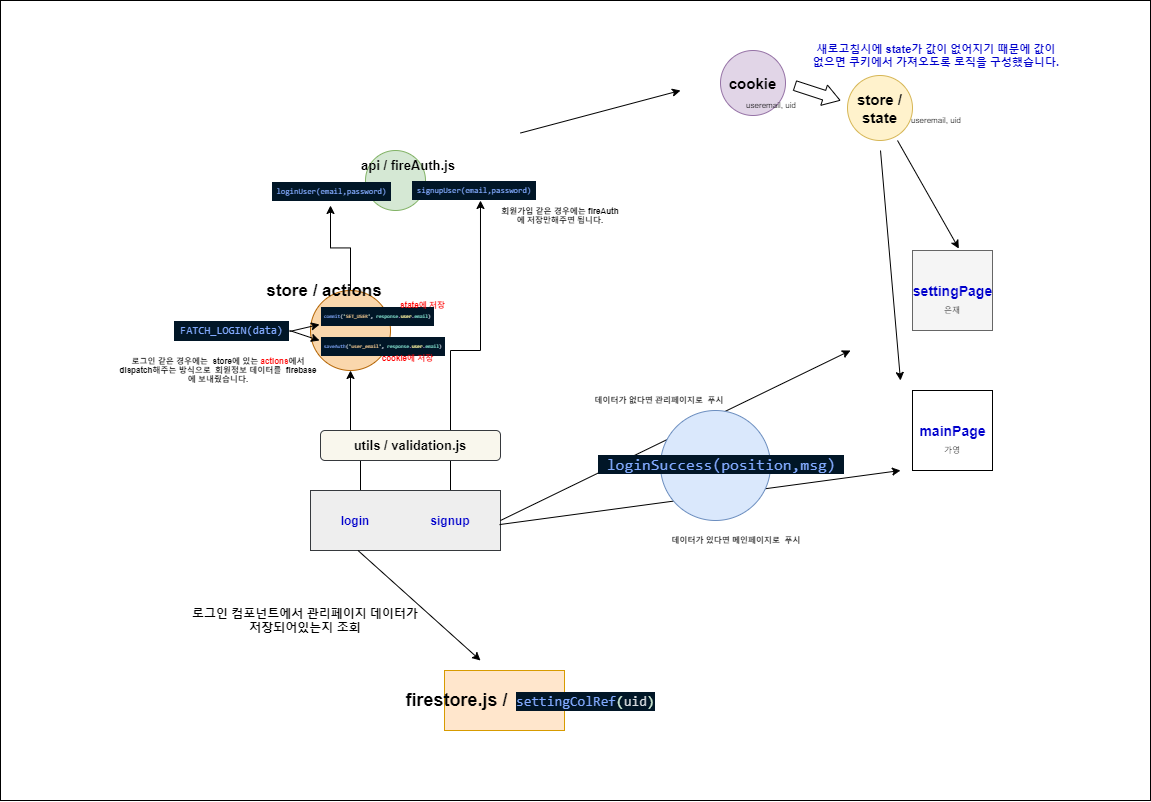 새로고침시에 state가 값이 없어지기 때문에 값이
없으면 쿠키에서 가져오도록 로직을 구성했습니다.
cookie
useremail, uid
store /
state
useremail, uid
api / fireAuth.js
loginUser(email,password)
signupUser(email,password)
회원가입 같은 경우에는 fireAuth
에 저장만해주면 됩니다.
store / actions
state에 저장
commit("SET_USER", response.user.email)
FATCH_LOGIN(data)
saveAuth("user_email", response.user.email)
cookie에 저장
로그인 같은 경우에는 store에 있는 actions에서
dispatch해주는 방식으로 회원정보 데이터를 firebase
에 보내줬습니다.
settingPage
은재
데이터가 없다면 관리페이지로 푸시
mainPage
가영
utils / validation.js
loginSuccess(position,msg)
login
signup
데이터가 있다면 메인페이지로 푸시
로그인 컴포넌트에서 관리페이지 데이터가
저장되어있는지 조회
firestore.js /
settingColRef(uid)